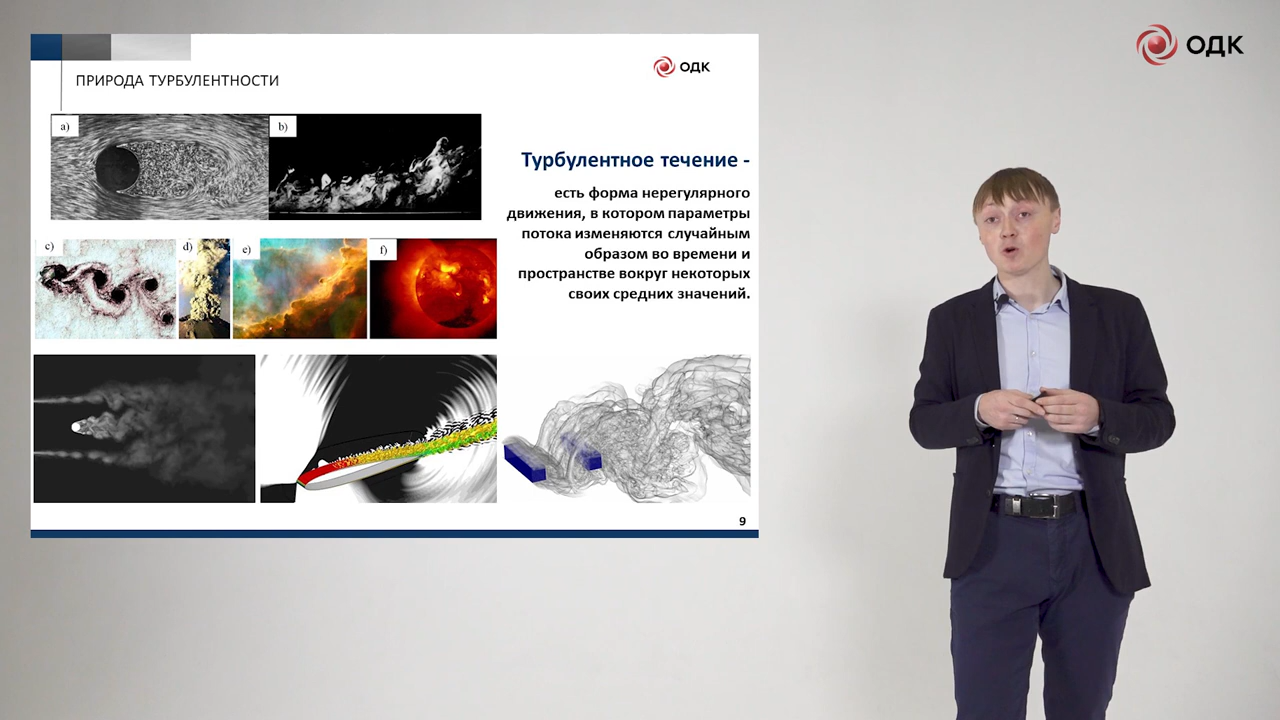 ОДК
ПРИРОДА ТУРБУЛЕНТНОСТИ
ОДК
a)
b)
Турбулентное течение -
есть форма нерегулярного
движения, в котором параметры
потока изменяются случайным
образом во времени и
пространстве вокруг некоторых
своих средних значений.
c)
d)
e)
f)
9